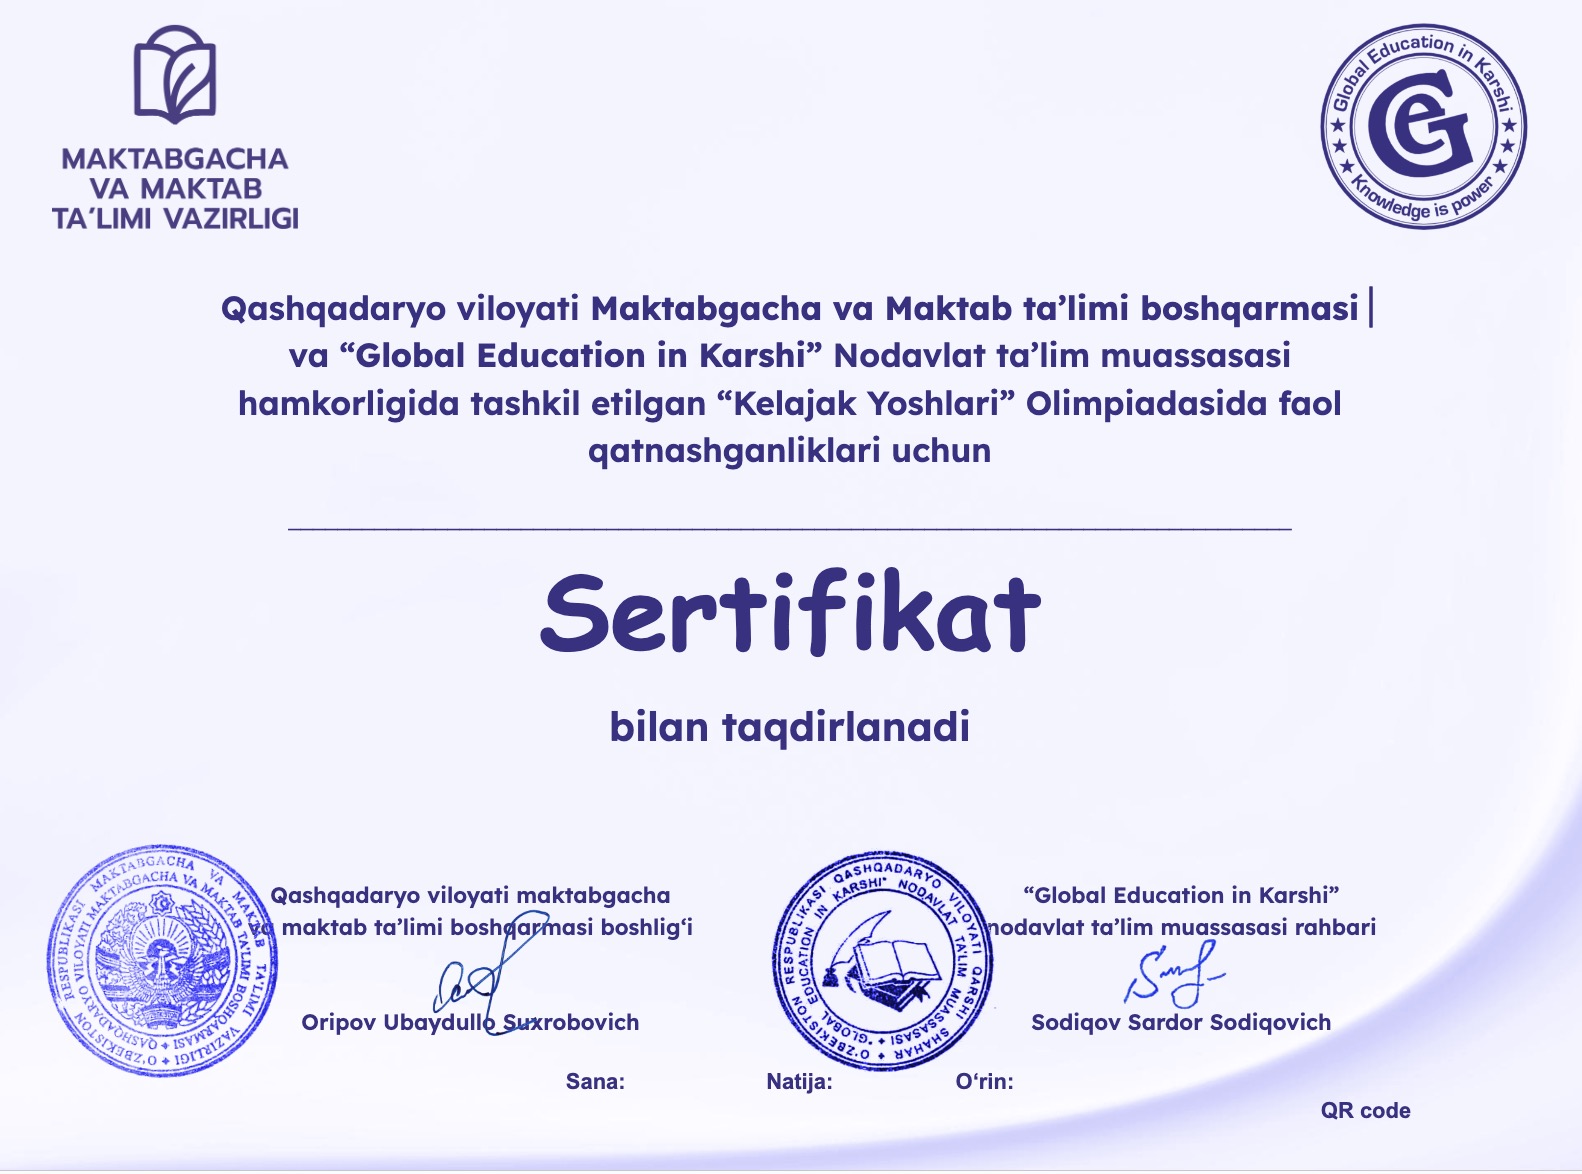 MAKTABGACHA
VA MAKTAB
TA’LIMI VAZIRLIGI
Global Education in Karshi
Knowledge is power
Qashqadaryo viloyati Maktabgacha va Maktab ta’limi boshqarmasi
va “Global Education in Karshi” Nodavlat ta’lim muassasasi
hamkorligida tashkil etilgan “Kelajak Yoshlari” Olimpiadasida faol
qatnashganliklari uchun
Sertifikat
bilan taqdirlanadi
O‘ZBEKISTON RESPUBLIKASI MAKTABGACHA VA MAKTAB TA’LIMI VAZIRLIGI
QASHQADARYO VILOYATI MAKTABGACHA VA MAKTAB TA’LIMI BOSHQARMASI
Qashqadaryo viloyati maktabgacha
va maktab ta’limi boshqarmasi boshlig‘i
Oripov Ubaydullo Suxrobovich
O‘ZBEKISTON RESPUBLIKASI QASHQADARYO VILOYATI QARSHI SHAHAR
"GLOBAL EDUCATION IN KARSHI" NODAVLAT TA’LIM MUASSASASI
“Global Education in Karshi”
nodavlat ta’lim muassasasi rahbari
Sodiqov Sardor Sodiqovich
Sana: Natija: O‘rin:
QR code